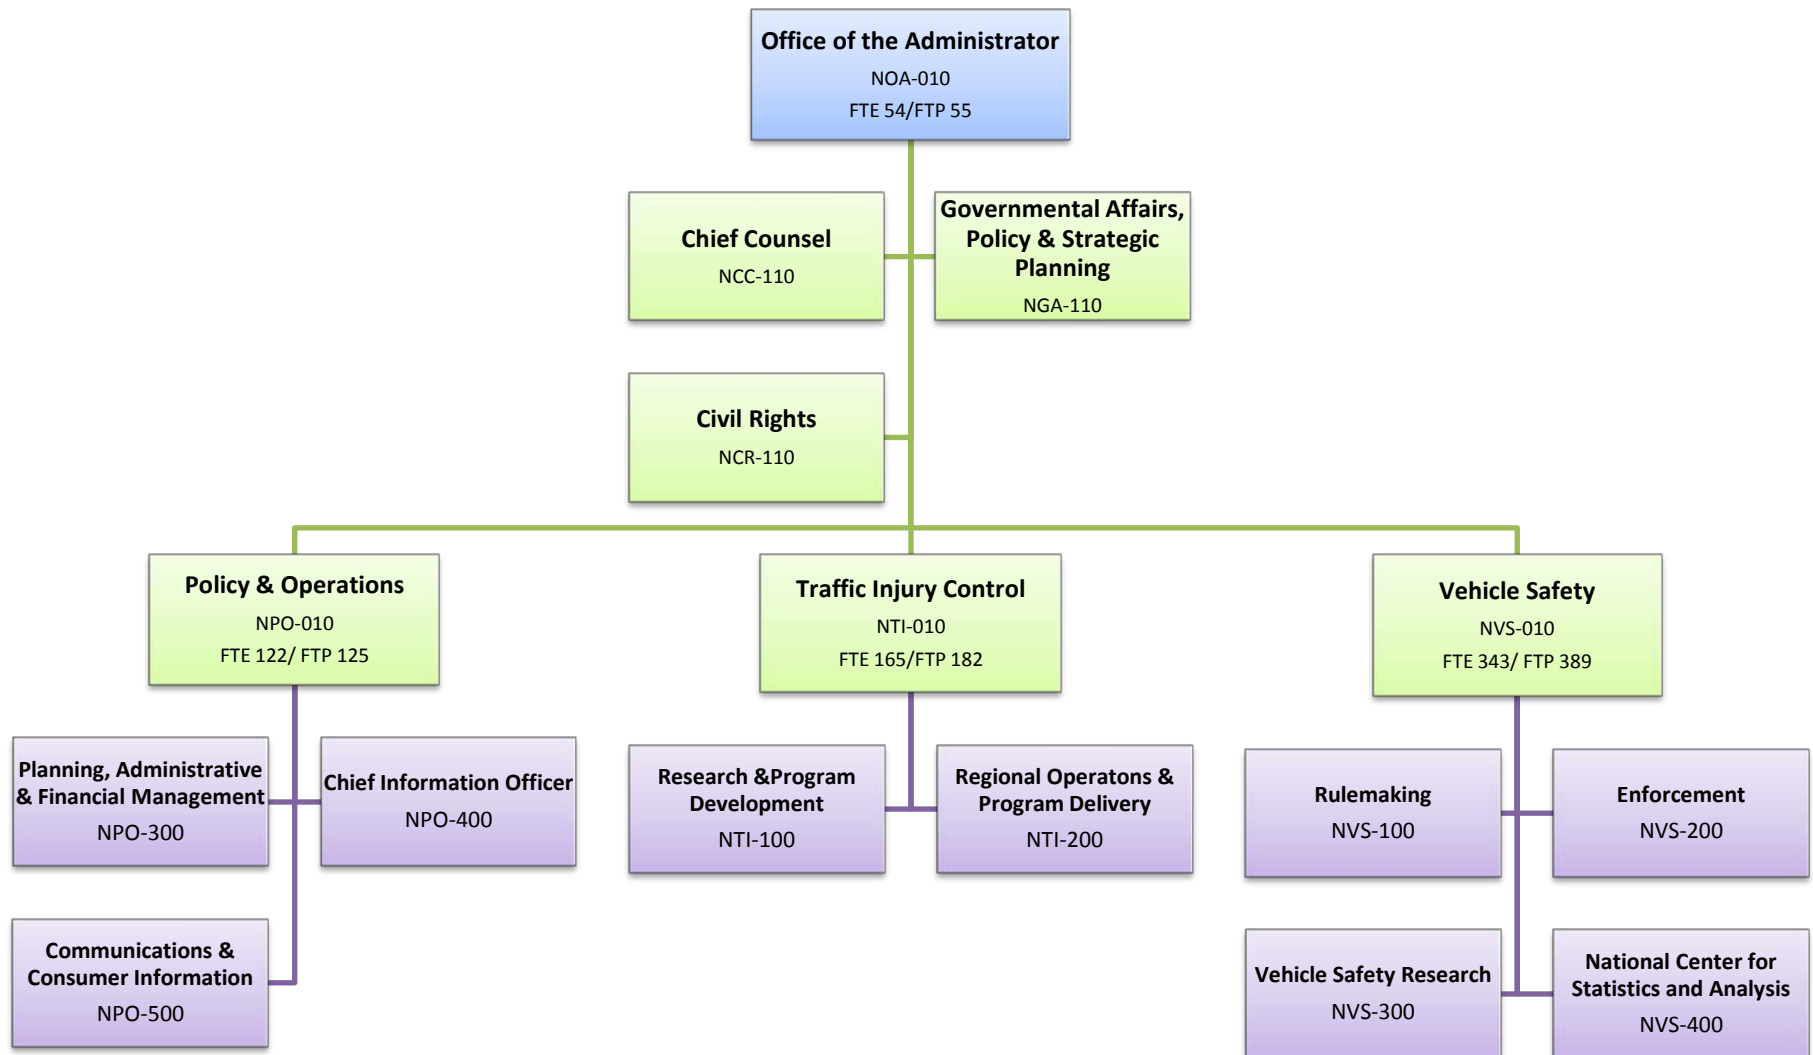 Office of the Administrator
NOA-010
FTE 54/FTP 55
Chief Counsel
NCC-110
Governmental Affairs,
Policy & Strategic
Planning
NGA-110
Civil Rights
NCR-110
Policy & Operations
NPO-010
FTE 122/ FTP 125
Traffic Injury Control
NTI-010
FTE 165/FTP 182
Vehicle Safety
NVS-010
FTE 343/ FTP 389
Planning, Administrative
& Financial Management
NPO-300
Chief Information Officer
NPO-400
Research &Program
Development
NTI-100
Regional Operatons &
Program Delivery
NTI-200
Rulemaking
NVS-100
Enforcement
NVS-200
Communications &
Consumer Information
NPO-500
Vehicle Safety Research
NVS-300
National Center for
Statistics and Analysis
NVS-400